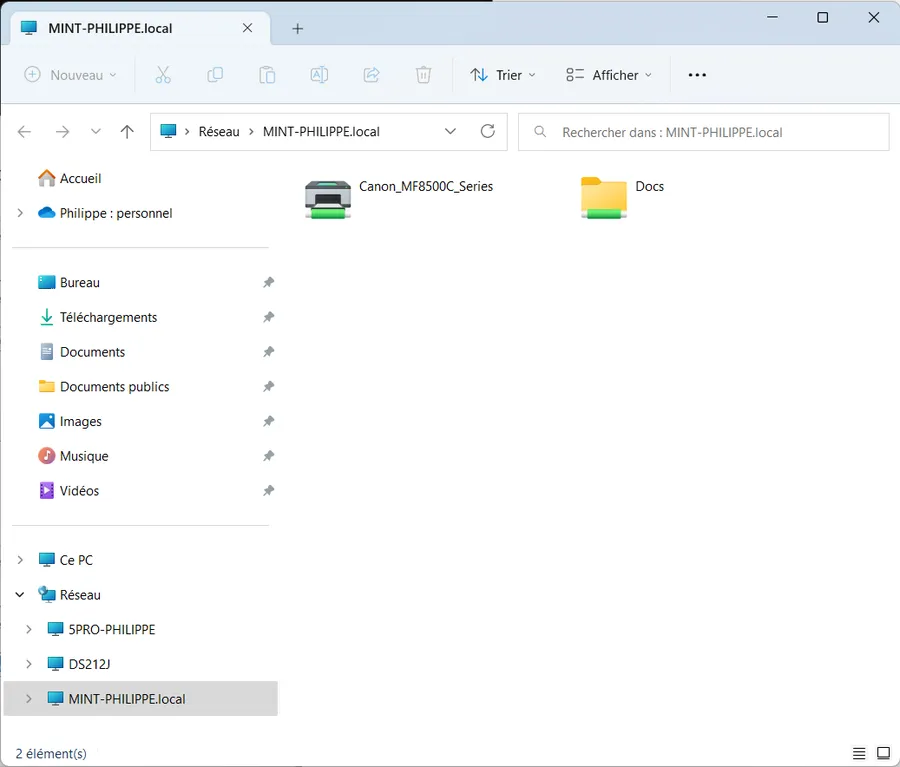 MINT-PHILIPPE.local
Nouveau
Trier
Afficher
Réseau
MINT-PHILIPPE.local
Rechercher dans : MINT-PHILIPPE.local
Accueil
Philippe : personnel
Canon_MF8500C_Series
Docs
Bureau
Téléchargements
Documents
Documents publics
Images
Musique
Vidéos
Ce PC
Réseau
5PRO-PHILIPPE
DS212J
MINT-PHILIPPE.local
2 élément(s)